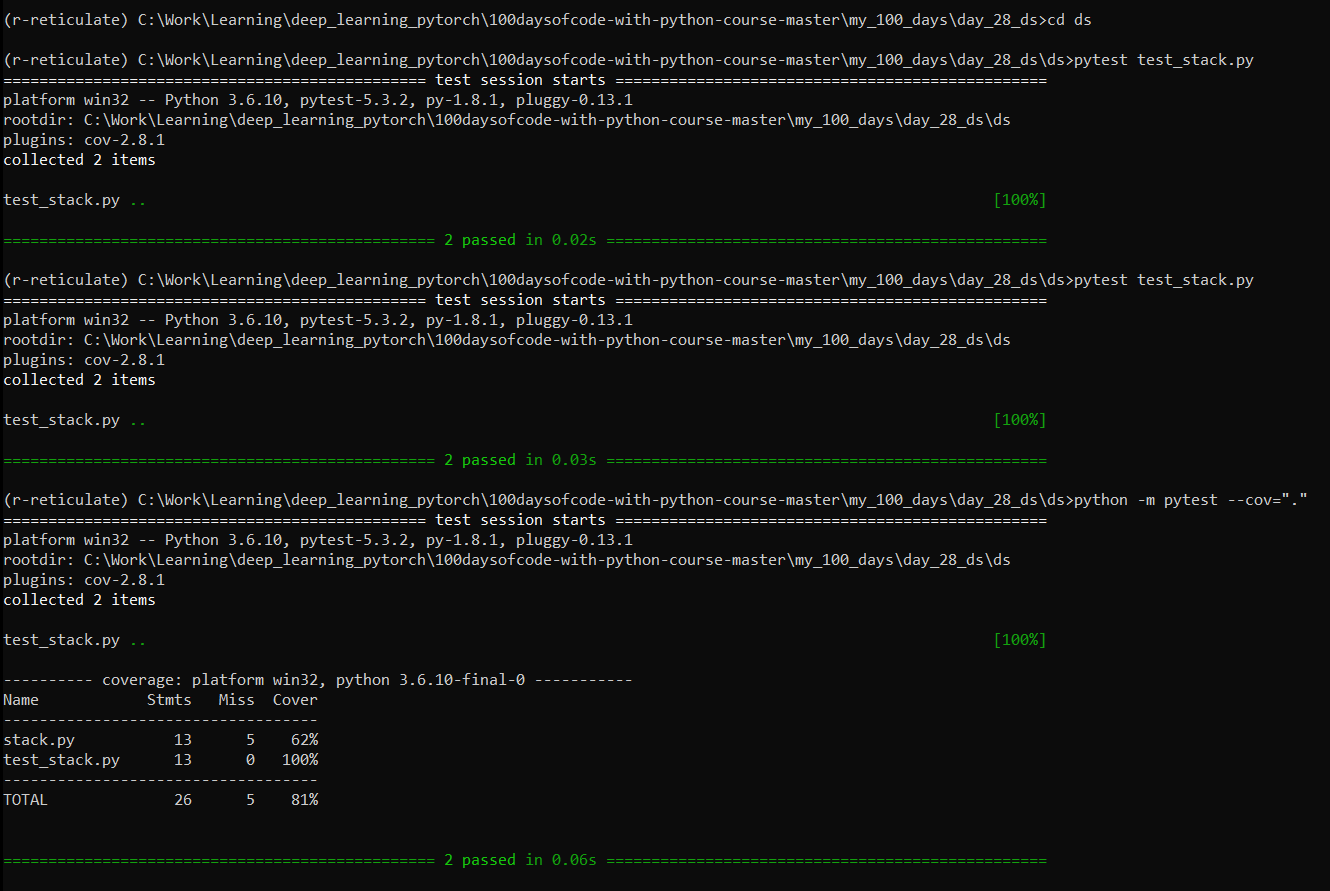 (r-reticulate) C:\Work\Learning\deep_learning_pytorch\100daysofcode-with-python-course-master\my_100_days\day_28_ds>cd ds
(r-reticulate) C:\Work\Learning\deep_learning_pytorch\100daysofcode-with-python-course-master\my_100_days\day_28_ds\ds>pytest test_stack.py
=============================================== test session starts ================================================
platform win32 -- Python 3.6.10, pytest-5.3.2, py-1.8.1, pluggy-0.13.1
rootdir: C:\Work\Learning\deep_learning_pytorch\100daysofcode-with-python-course-master\my_100_days\day_28_ds\ds
plugins: cov-2.8.1
collected 2 items
test_stack.py .. [100%]
================================================ 2 passed in 0.02s =================================================
(r-reticulate) C:\Work\Learning\deep_learning_pytorch\100daysofcode-with-python-course-master\my_100_days\day_28_ds\ds>pytest test_stack.py
=============================================== test session starts ================================================
platform win32 -- Python 3.6.10, pytest-5.3.2, py-1.8.1, pluggy-0.13.1
rootdir: C:\Work\Learning\deep_learning_pytorch\100daysofcode-with-python-course-master\my_100_days\day_28_ds\ds
plugins: cov-2.8.1
collected 2 items
test_stack.py .. [100%]
================================================ 2 passed in 0.03s =================================================
(r-reticulate) C:\Work\Learning\deep_learning_pytorch\100daysofcode-with-python-course-master\my_100_days\day_28_ds\ds>python -m pytest --cov="."
=============================================== test session starts ================================================
platform win32 -- Python 3.6.10, pytest-5.3.2, py-1.8.1, pluggy-0.13.1
rootdir: C:\Work\Learning\deep_learning_pytorch\100daysofcode-with-python-course-master\my_100_days\day_28_ds\ds
plugins: cov-2.8.1
collected 2 items
test_stack.py .. [100%]
---------- coverage: platform win32, python 3.6.10-final-0 -----------
Name            Stmts   Miss  Cover
-----------------------------------
stack.py           13      5    62%
test_stack.py      13      0   100%
-----------------------------------
TOTAL              26      5    81%
================================================ 2 passed in 0.06s =================================================